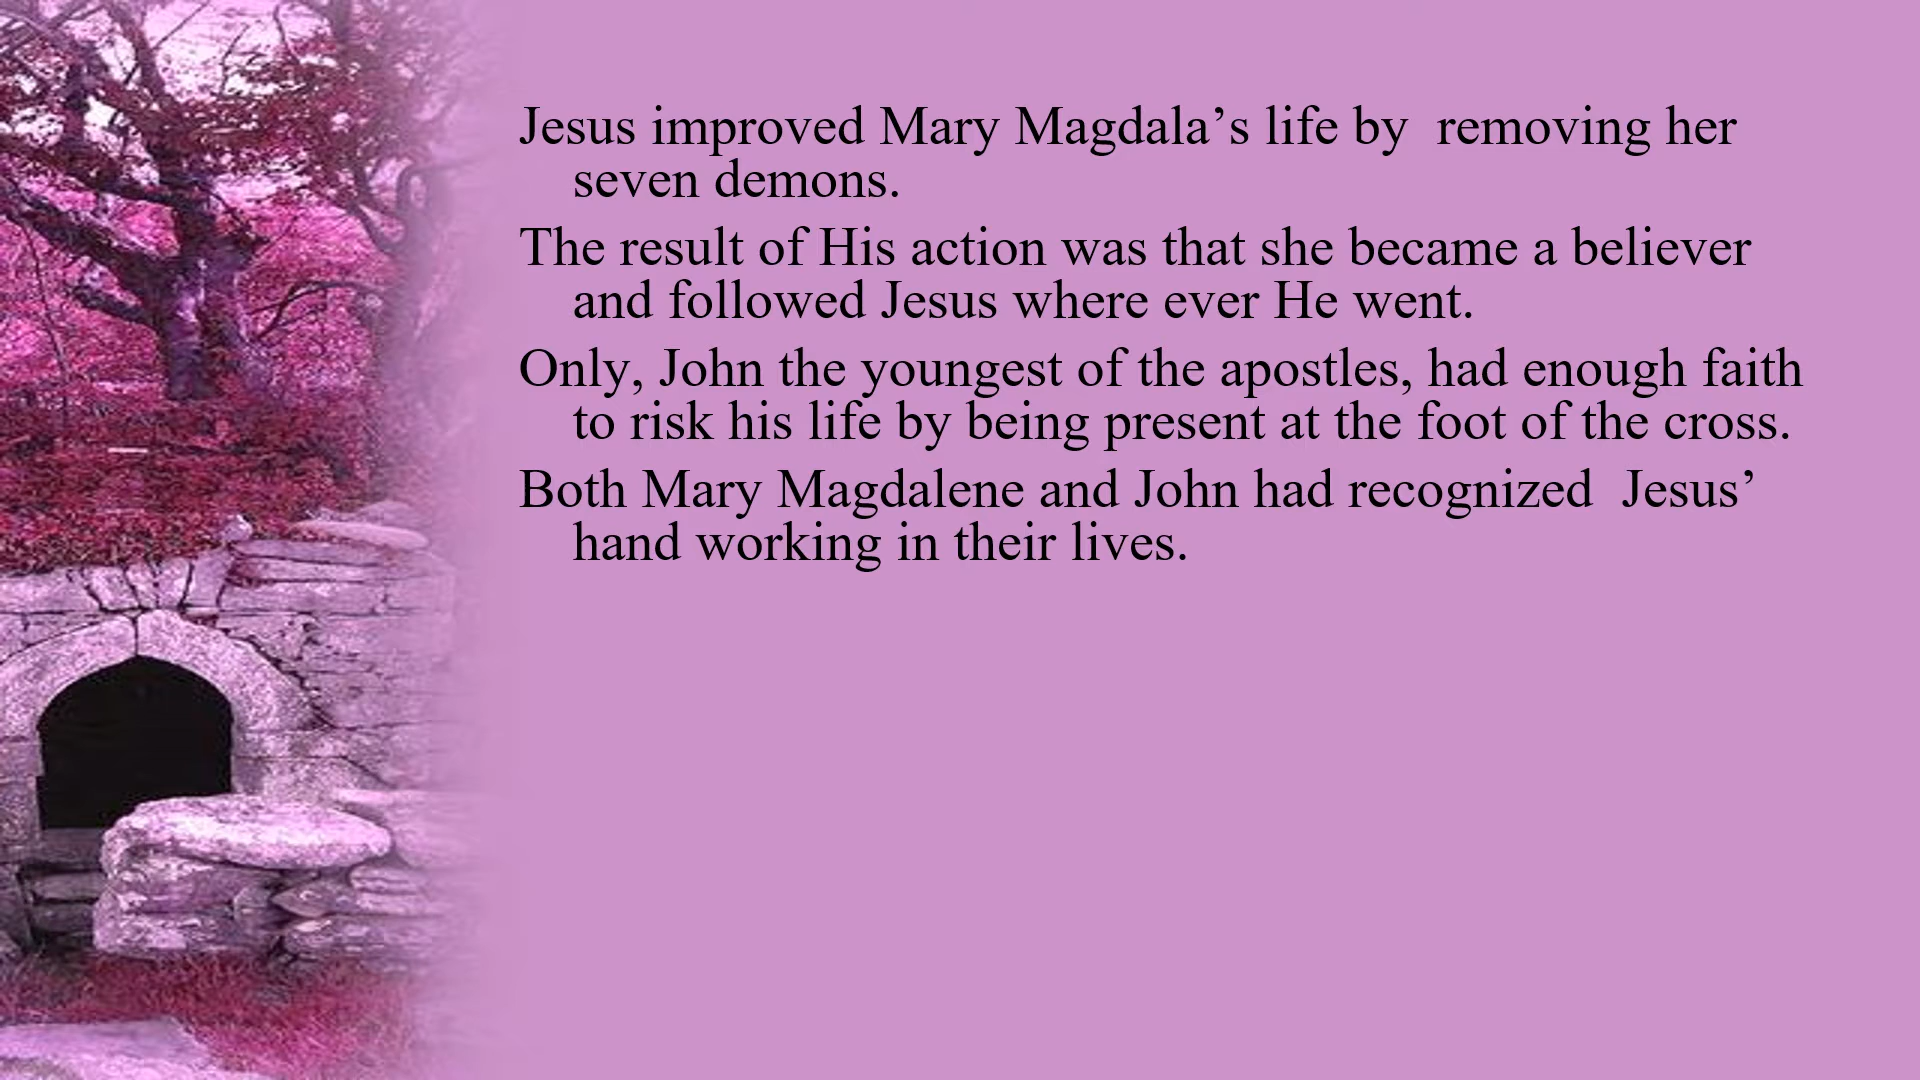 Jesus improved Mary Magdala’s life by  removing her
seven demons.
The result of His action was that she became a believer
and followed Jesus where ever He went.
Only, John the youngest of the apostles, had enough faith
to risk his life by being present at the foot of the cross.
Both Mary Magdalene and John had recognized  Jesus’
hand working in their lives.